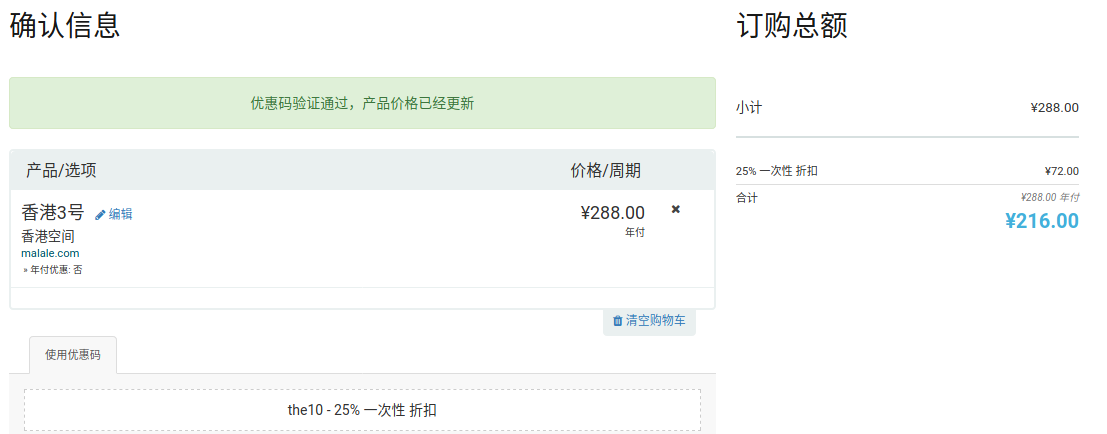 确认信息
优惠码验证通过，产品价格已经更新
产品/选项 价格/周期
香港3号 编辑 ¥288.00
香港空间 年付
malale.com
» 年付优惠: 否
清空购物车
使用优惠码
the10 - 25% 一次性 折扣
订购总额
小计 ¥288.00
25% 一次性 折扣 ¥72.00
合计 ¥288.00 年付
¥216.00